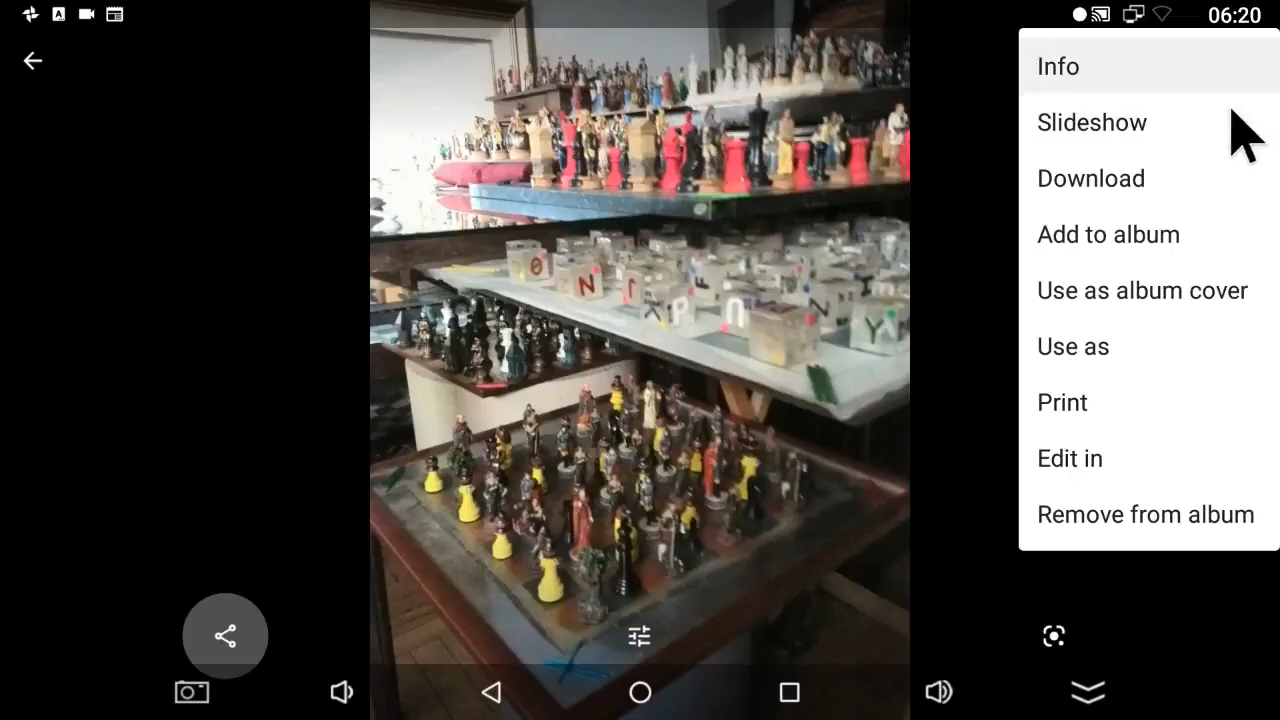 06:20
Info
Slideshow
Download
Add to album
Use as album cover
Use as
Print
Edit in
Remove from album